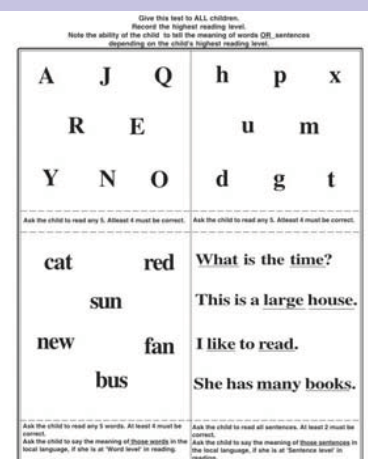 Give this test to ALL children.
Record the highest reading level.
Note the ability of the child to tell the meaning of words OR sentences
depending on the child's highest reading level.
A J Q
R E
Y N O
Ask the child to read any 5. Atleast 4 must be correct.
h p x
u m
d g t
Ask the child to read any 5. Atleast 4 must be correct.
cat red
sun
new fan
bus
Ask the child to read any 5 words. At least 4 must be
correct.
Ask the child to say the meaning of those words in the
local language, if she is at 'Word level' in reading.
What is the time?
This is a large house.
I like to read.
She has many books.
Ask the child to read all sentences. At least 2 must be
correct.
Ask the child to say the meaning of those sentences in
the local language, if she is at 'Sentence level' in
reading.